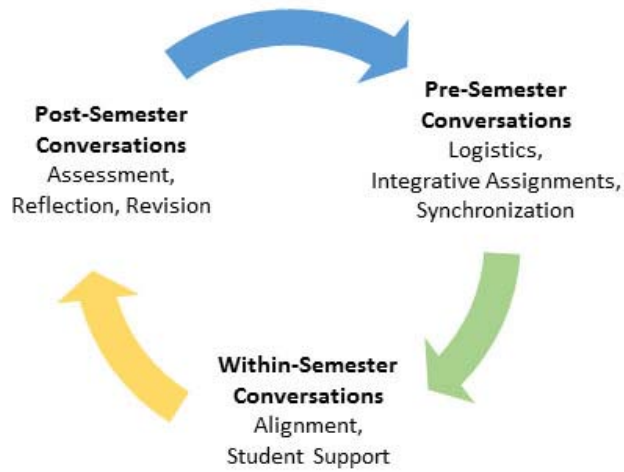 Post-Semester
Conversations
Assessment,
Reflection, Revision
Pre-Semester
Conversations
Logistics,
Integrative Assignments,
Synchronization
Within-Semester
Conversations
Alignment,
Student Support